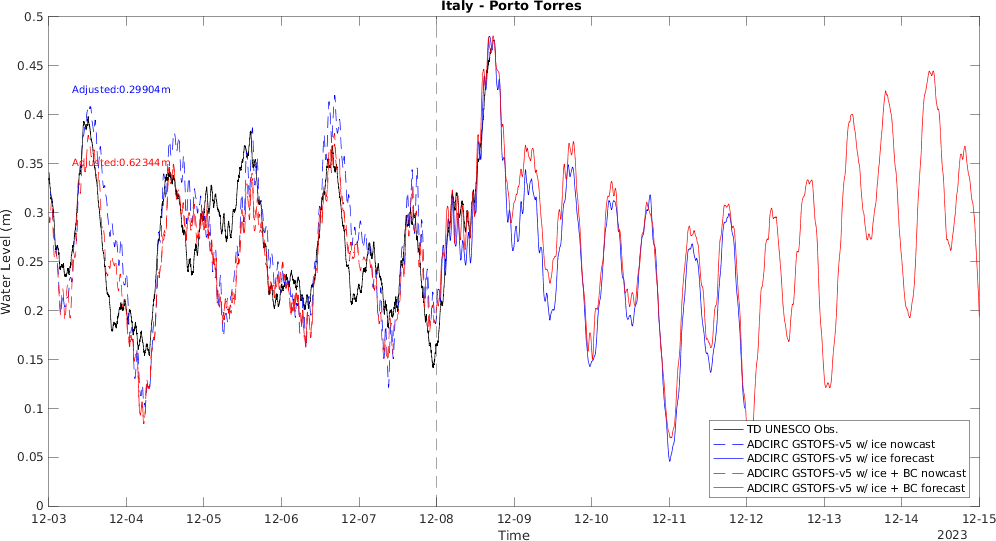 Italy - Porto Torres
0.5
0.45
0.4
0.35
0.3
0.25
0.2
0.15
0.1
0.05
0
Water Level (m)
Adjusted:0.29904m
Adjusted:0.62344m
TD UNESCO Obs.
ADCIRC GSTOFS-v5 w/ ice nowcast
ADCIRC GSTOFS-v5 w/ ice forecast
ADCIRC GSTOFS-v5 w/ ice + BC nowcast
ADCIRC GSTOFS-v5 w/ ice + BC forecast
12-03 12-04 12-05 12-06 12-07 12-08 12-09 12-10 12-11 12-12 12-13 12-14 12-15
Time
2023